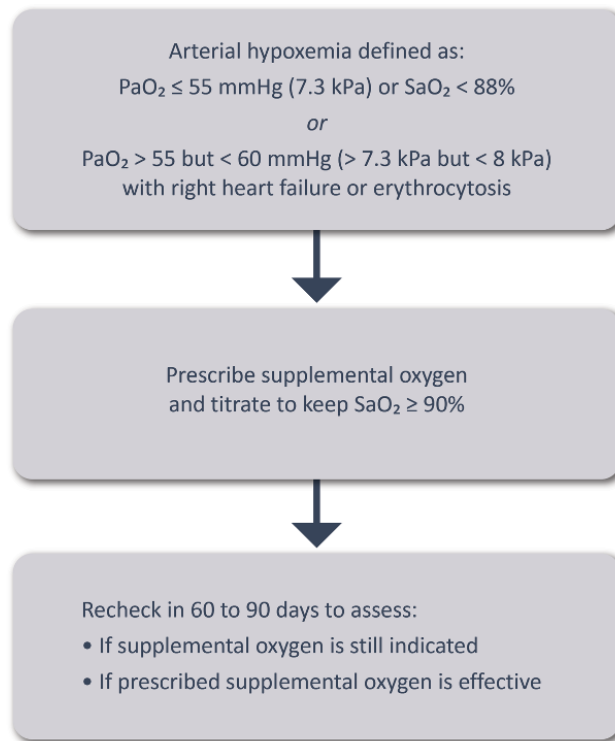 Arterial hypoxemia defined as:
PaO₂ ≤ 55 mmHg (7.3 kPa) or SaO₂ < 88%
or
PaO₂ > 55 but < 60 mmHg (> 7.3 kPa but < 8 kPa)
with right heart failure or erythrocytosis
Prescribe supplemental oxygen
and titrate to keep SaO₂ ≥ 90%
Recheck in 60 to 90 days to assess:
• If supplemental oxygen is still indicated
• If prescribed supplemental oxygen is effective